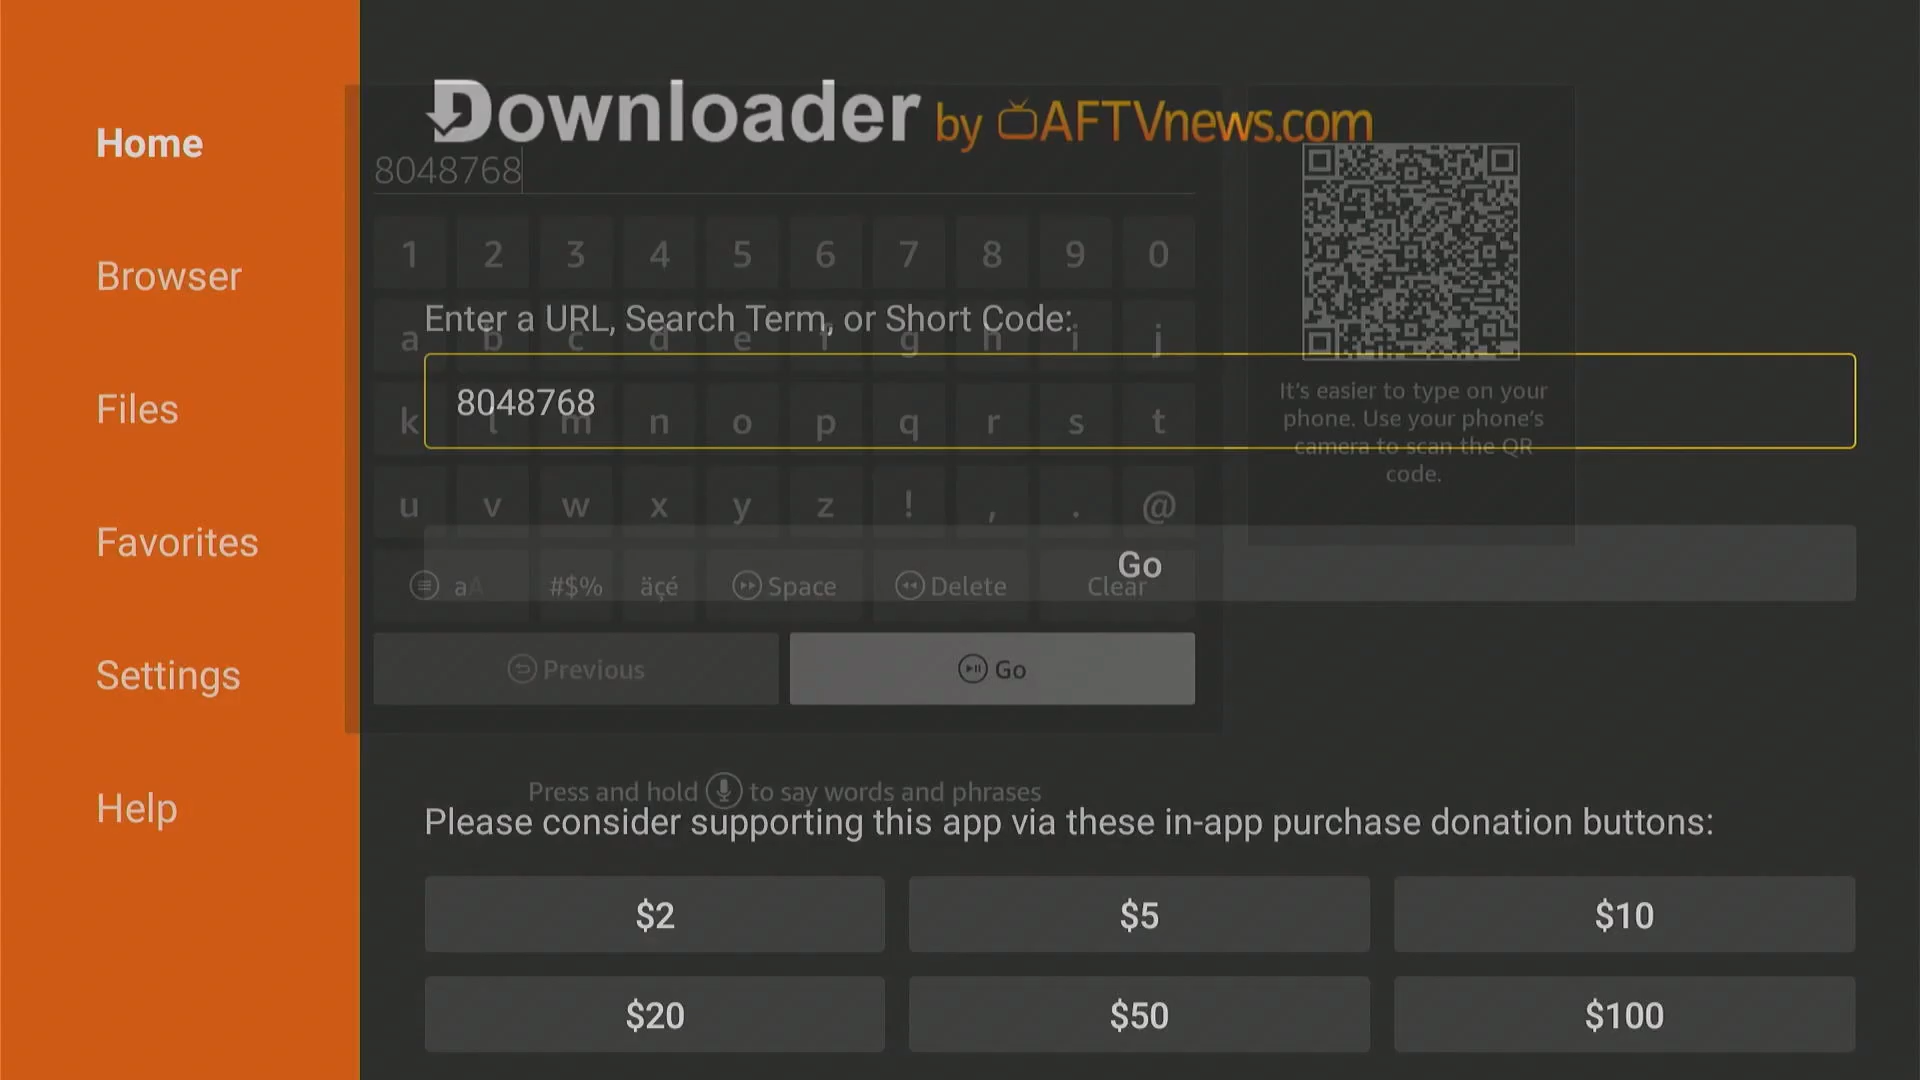 Home
Browser
Files
Favorites
Settings
Help
Downloader by AFTVnews.com
8048768
1 2 3 4 5 6 7 8 9 0
Enter a URL, Search Term, or Short Code:
a b c d e f g h i j
8048768
k l m n o p q r s t
u v w x y z ! , . @
Go
aA #$% äçé Space Delete Clear
Previous Go
It's easier to type on your
phone. Use your phone's
camera to scan the QR
code.
Press and hold to say words and phrases
Please consider supporting this app via these in-app purchase donation buttons:
$2 $5 $10
$20 $50 $100